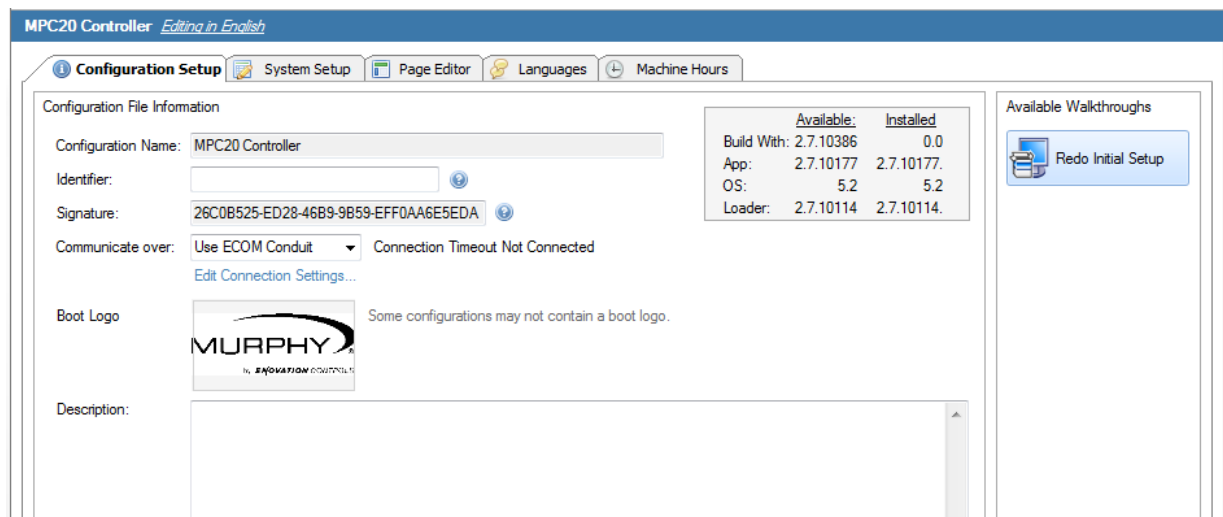 MPC20 Controller Editing in English
Configuration Setup System Setup Page Editor Languages Machine Hours
Configuration File Information
Available: Installed
Build With: 2.7.10386 0.0
App: 2.7.10177 2.7.10177.
OS: 5.2 5.2
Loader: 2.7.10114 2.7.10114.
Available Walkthroughs
Redo Initial Setup
Configuration Name: MPC20 Controller
Identifier:
Signature: 26C0B525-ED28-46B9-9B59-EFF0AA6E5EDA
Communicate over: Use ECOM Conduit Connection Timeout Not Connected
Edit Connection Settings...
Boot Logo Some configurations may not contain a boot logo.
MURPHY
by ENOVATION CONTROLS
Description: